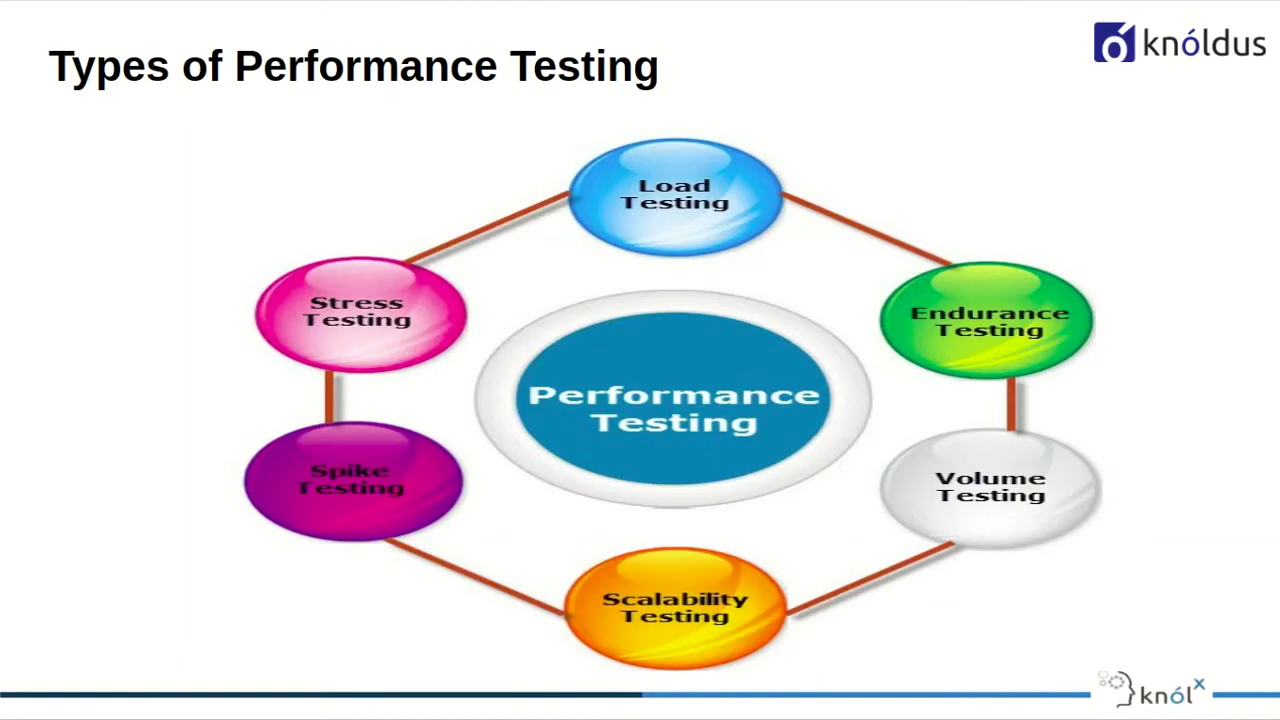 Types of Performance Testing
knóldus
Load
Testing
Stress
Testing
Endurance
Testing
Performance
Testing
Spike
Testing
Volume
Testing
Scalability
Testing
knólx